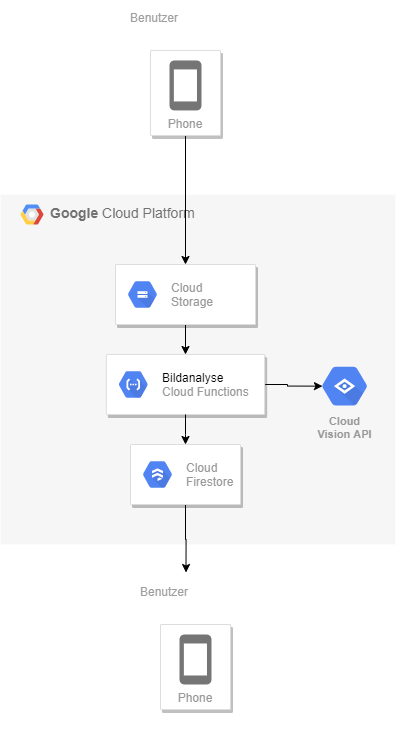 Benutzer
Phone
Google Cloud Platform
Cloud
Storage
Bildanalyse
Cloud Functions
Cloud
Vision API
Cloud
Firestore
Benutzer
Phone